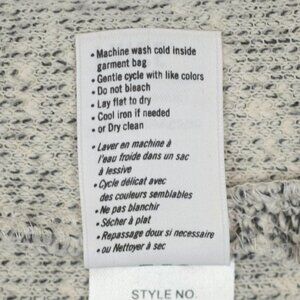 • Machine wash cold inside
garment bag
• Gentle cycle with like colors
• Do not bleach
• Lay flat to dry
• Cool iron if needed
• or Dry clean
• Laver en machine à
l'eau froide dans un sac
à lessive
• Cycle délicat avec
des couleurs semblables
• Ne pas blanchir
• Sécher à plat
• Repassage doux si necessaire
• ou Nettoyer à sec
STYLE NO.